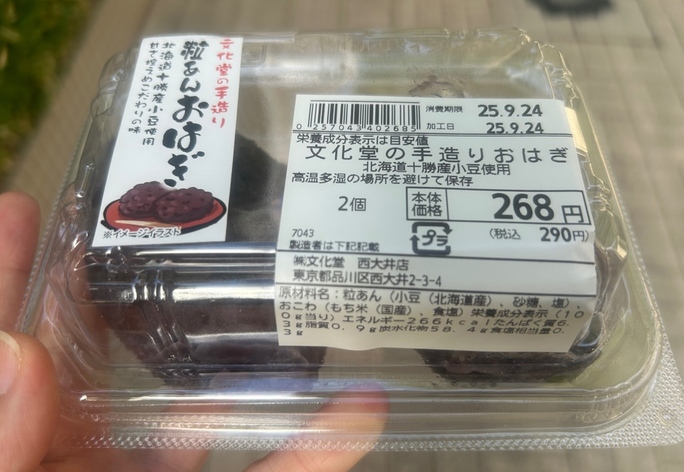 文化堂の手造り
粒あんおはぎ
北海道十勝産小豆使用
甘さ控えめこだわりの味
※イメージイラスト
0 257043 402685
消費期限 25.9.24
加工日 25.9.24
栄養成分表示は目安値
文化堂の手造りおはぎ
北海道十勝産小豆使用
高温多湿の場所を避けて保存
2個
本体価格 268円
プラ
(税込 290円)
7043
製造者は下記記載
㈱文化堂 西大井店
東京都品川区西大井2-3-4
原材料名：粒あん（小豆（北海道産）、砂糖、塩）、
おこわ（もち米（国産）、食塩）栄養成分表示（10
0g当り）エネルギー266kcalたんぱく質6.
3g脂質0.9g炭水化物58.4g食塩相当量0.
3g